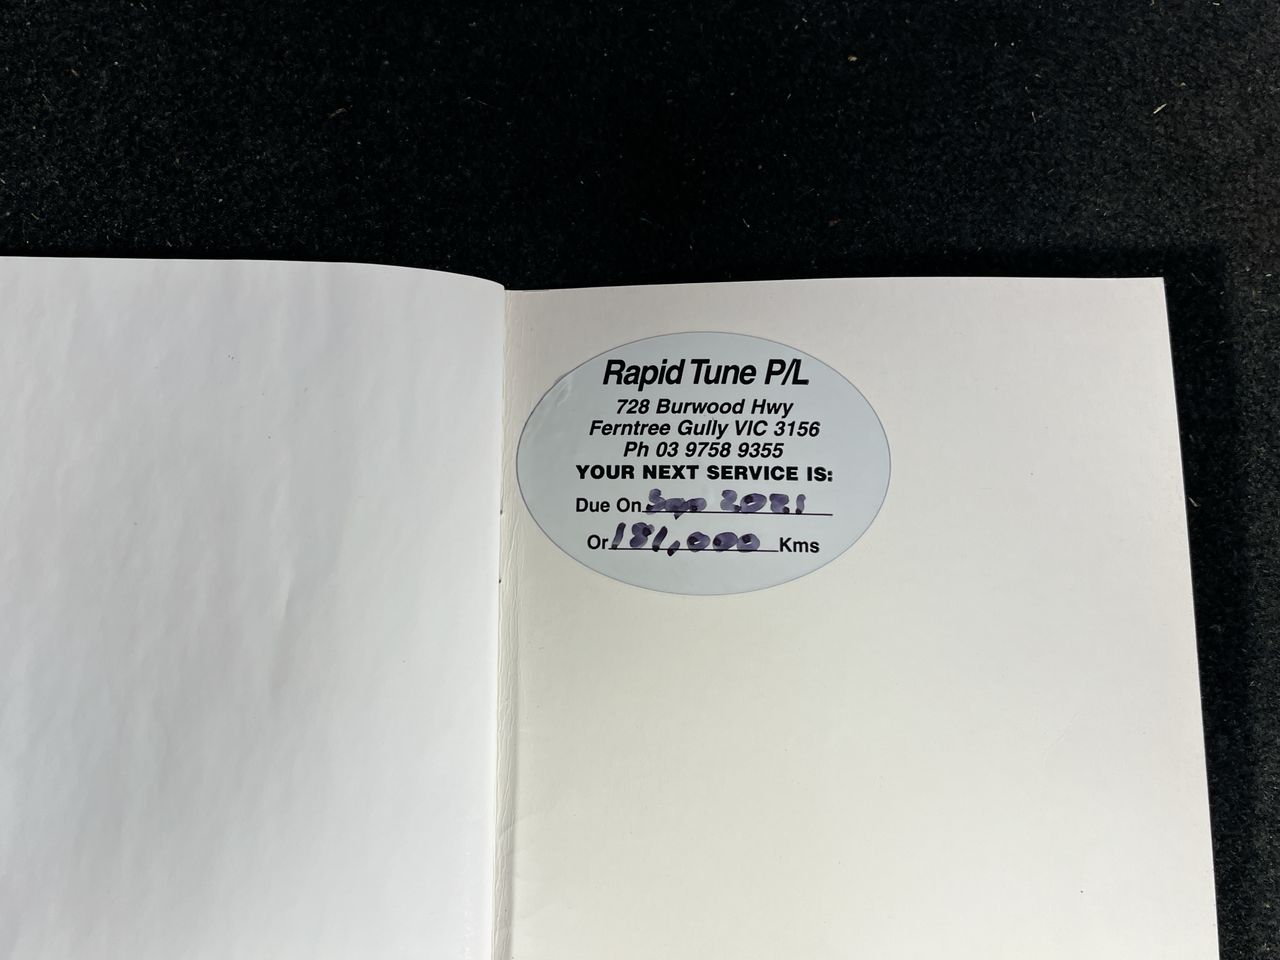 Rapid Tune P/L
728 Burwood Hwy
Ferntree Gully VIC 3156
Ph 03 9758 9355
YOUR NEXT SERVICE IS:
Due On Sep 2021
Or 181,000 Kms